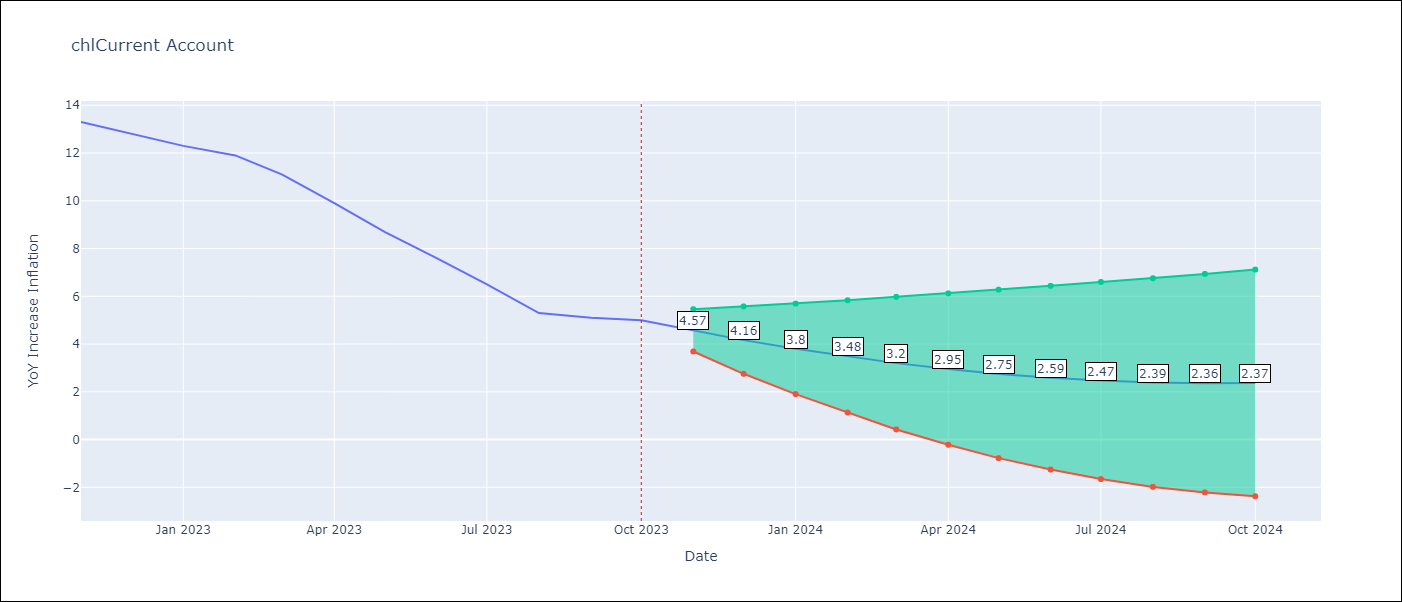 chlCurrent Account
14
12
10
8
6
4
2
0
−2
YoY Increase Inflation
4.57
4.16
3.8
3.48
3.2
2.95
2.75
2.59
2.47
2.39
2.36
2.37
Jan 2023
Apr 2023
Jul 2023
Oct 2023
Jan 2024
Apr 2024
Jul 2024
Oct 2024
Date